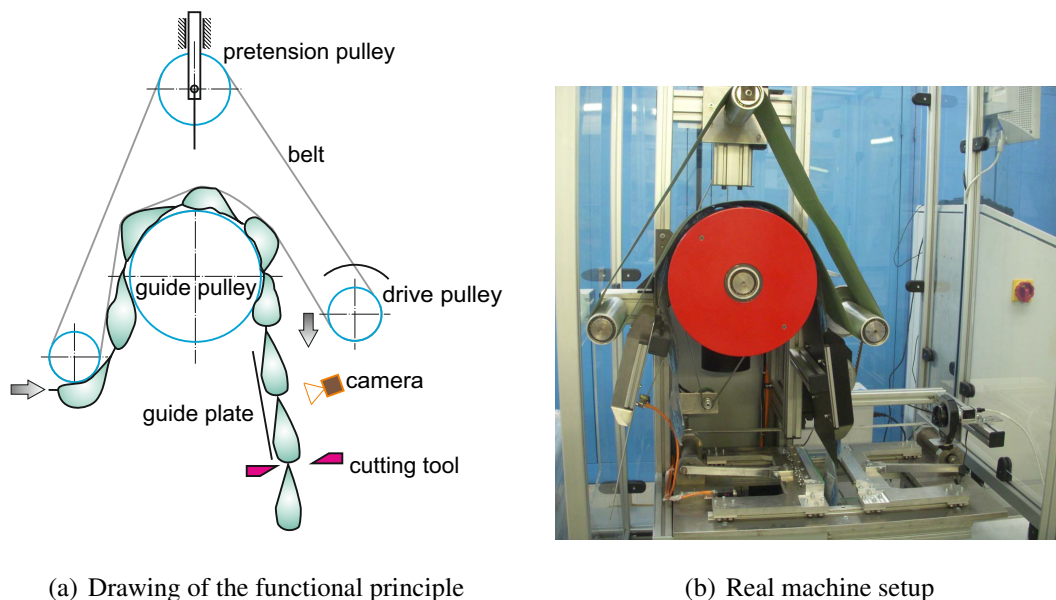 pretension pulley
belt
guide pulley
drive pulley
camera
guide plate
cutting tool
(a) Drawing of the functional principle
(b) Real machine setup